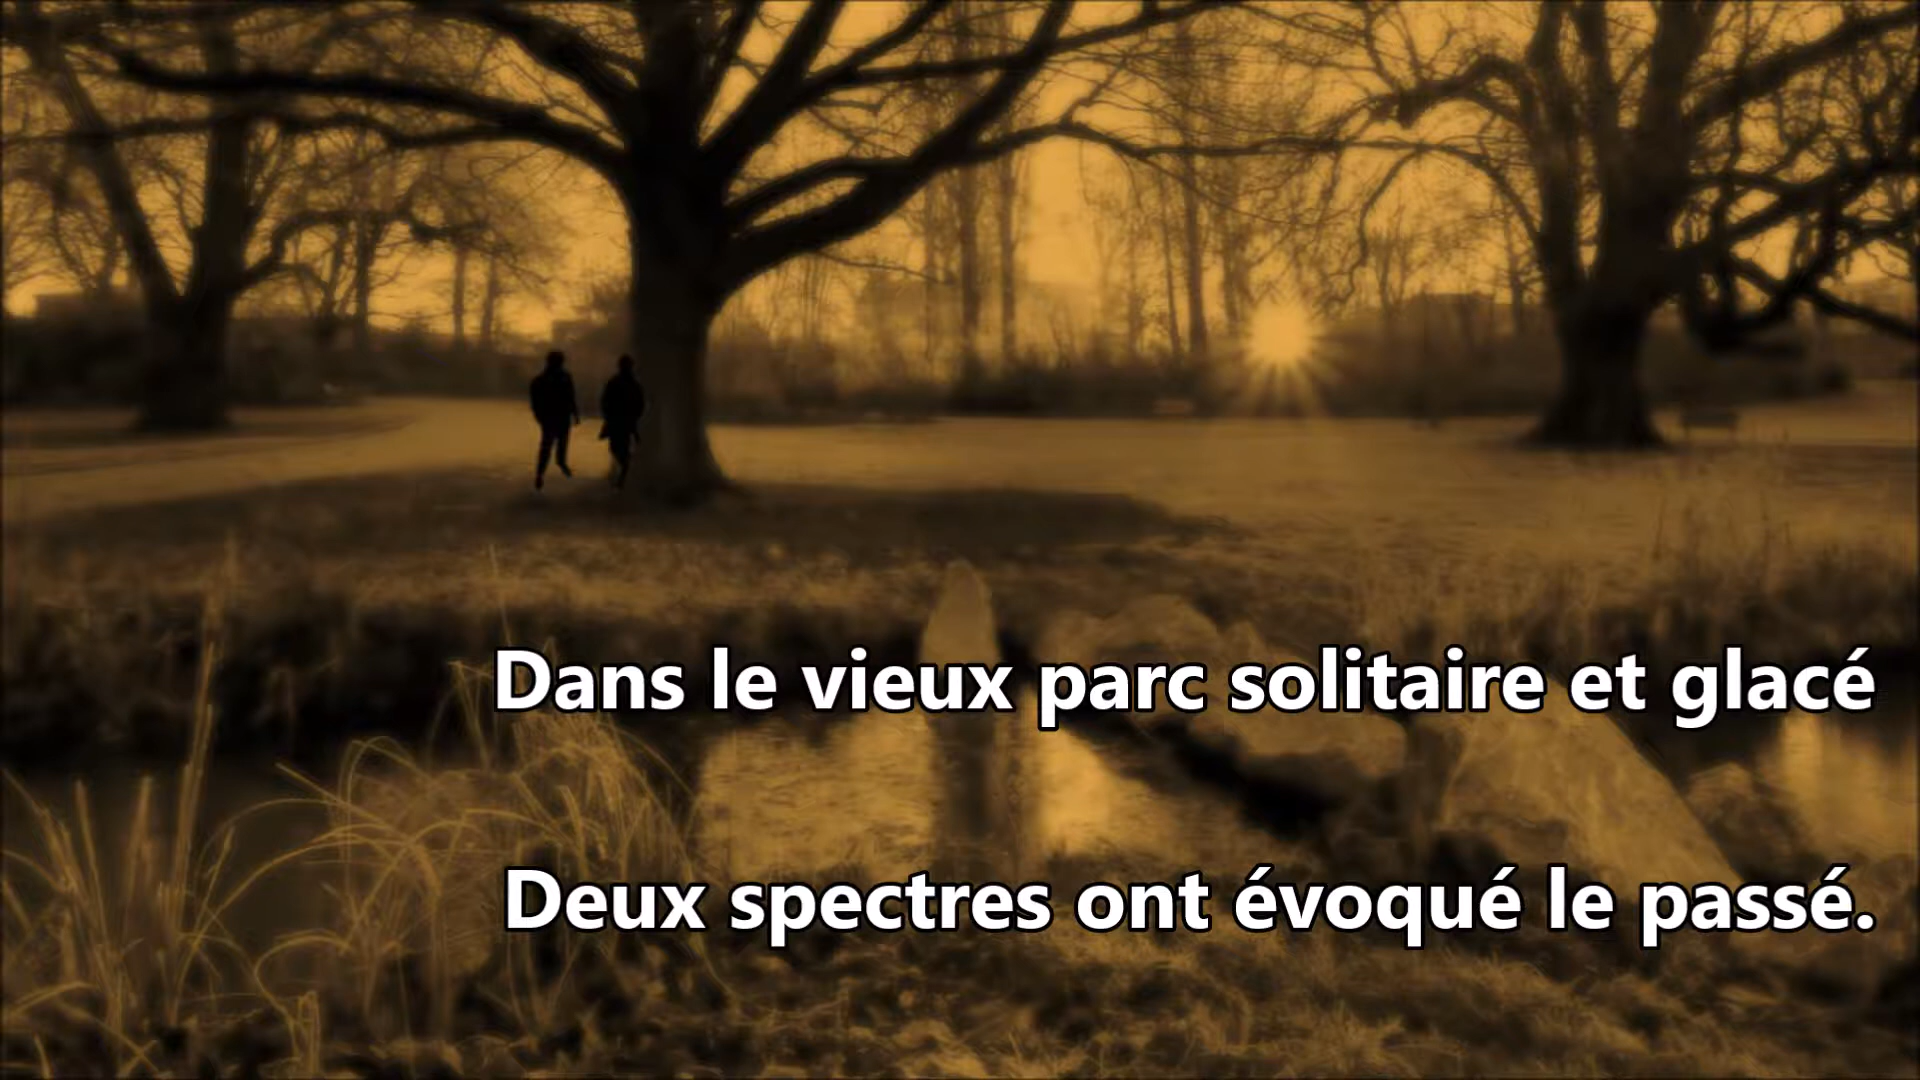 Dans le vieux parc solitaire et glacé
Deux spectres ont évoqué le passé.